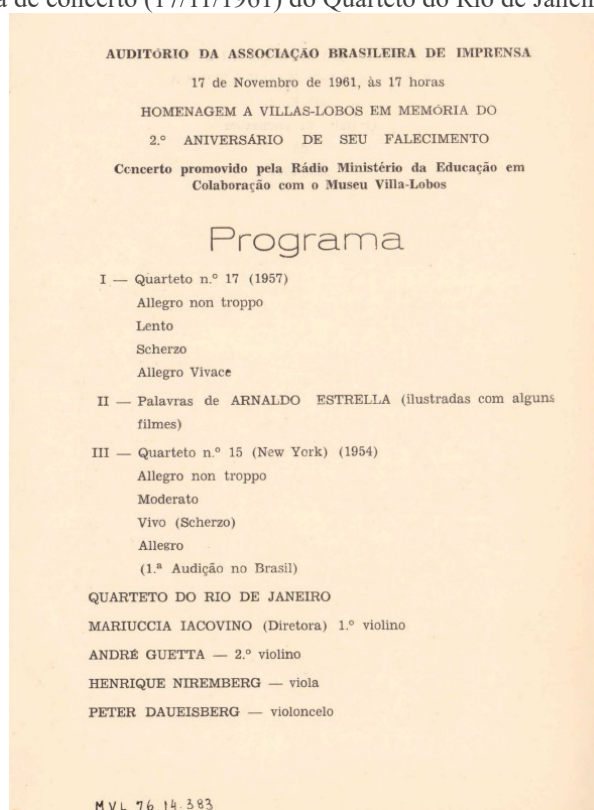 de concerto (17/11/1961) do Quarteto do Rio de
AUDITÓRIO DA ASSOCIAÇÃO BRASILEIRA DE IMPRENSA
17 de Novembro de 1961, às 17 horas
HOMENAGEM A VILLAS-LOBOS EM MEMÓRIA DO
2.º ANIVERSÁRIO DE SEU FALECIMENTO
Concerto promovido pela Rádio Ministério da Educação em
Colaboração com o Museu Villa-Lobos
Programa
I — Quarteto n.º 17 (1957)
Allegro non troppo
Lento
Scherzo
Allegro Vivace
II — Palavras de ARNALDO ESTRELLA (ilustradas com alguns
filmes)
III — Quarteto n.º 15 (New York) (1954)
Allegro non troppo
Moderato
Vivo (Scherzo)
Allegro
(1.ª Audição no Brasil)
QUARTETO DO RIO DE JANEIRO
MARIUCCIA IACOVINO (Diretora) 1.º violino
ANDRÉ GUETTA — 2.º violino
HENRIQUE NIREMBERG — viola
PETER DAUEISBERG — violoncelo
MVL 76.14.383